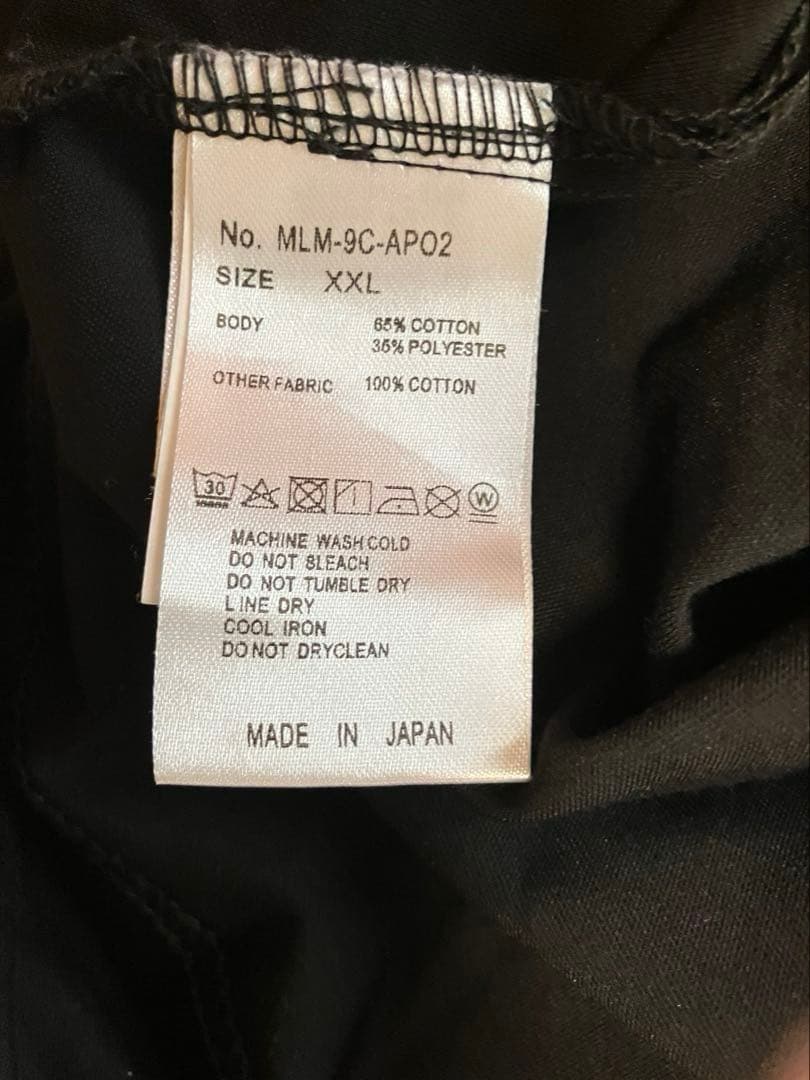 No. MLM-9C-AP02
SIZE XXL
BODY 65% COTTON
35% POLYESTER
OTHER FABRIC 100% COTTON
30 W
MACHINE WASH COLD
DO NOT BLEACH
DO NOT TUMBLE DRY
LINE DRY
COOL IRON
DO NOT DRYCLEAN
MADE IN JAPAN